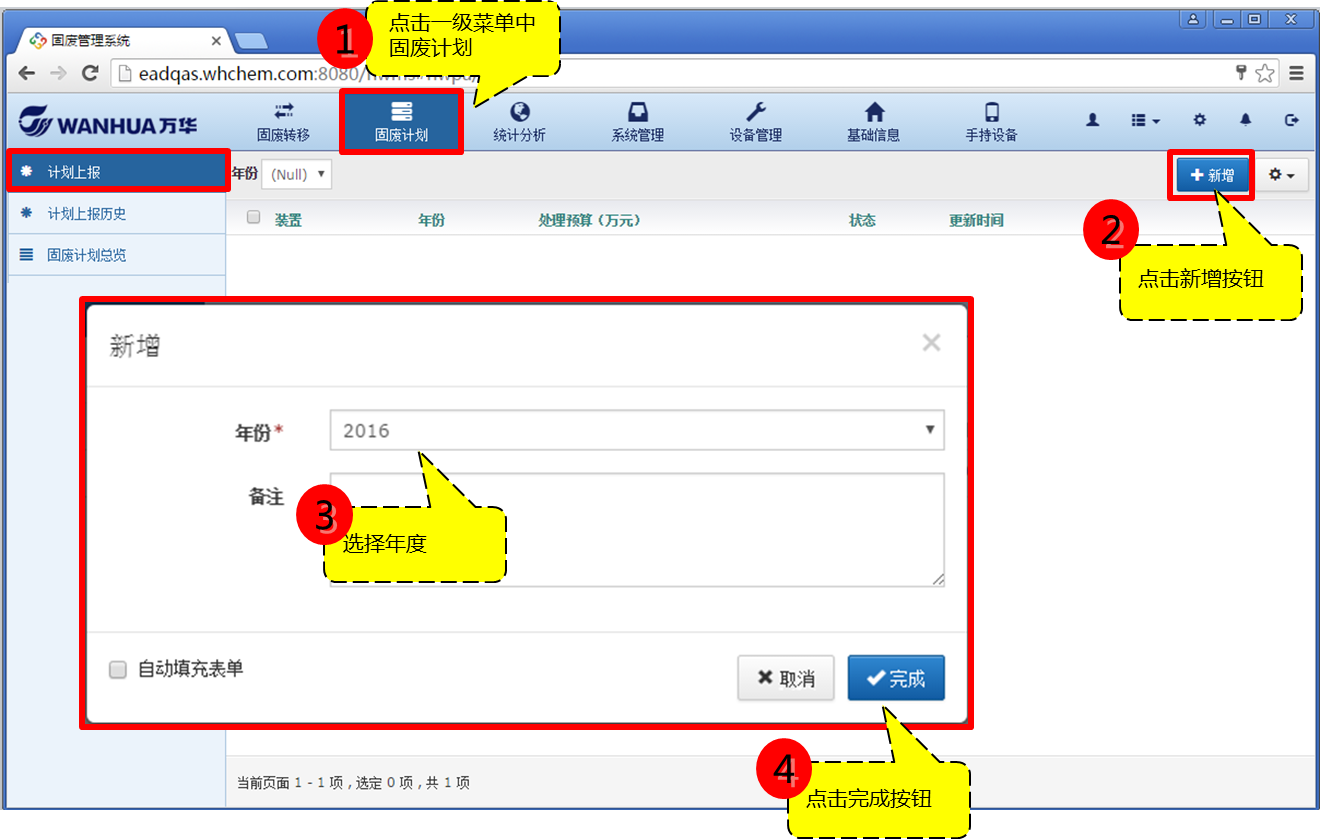 固废管理系统
1
点击一级菜单中
固废计划
eadqas.whchem.com:8080/
WANHUA万华
固废转移
固废计划
统计分析
系统管理
设备管理
基础信息
手持设备
计划上报
年份
(Null)
新增
计划上报历史
装置
年份
处理预算（万元）
状态
更新时间
2
固废计划总览
点击新增按钮
新增
年份*
2016
备注
3
选择年度
自动填充表单
取消
完成
4
当前页面 1 - 1 项 , 选定 0 项 , 共 1 项
点击完成按钮